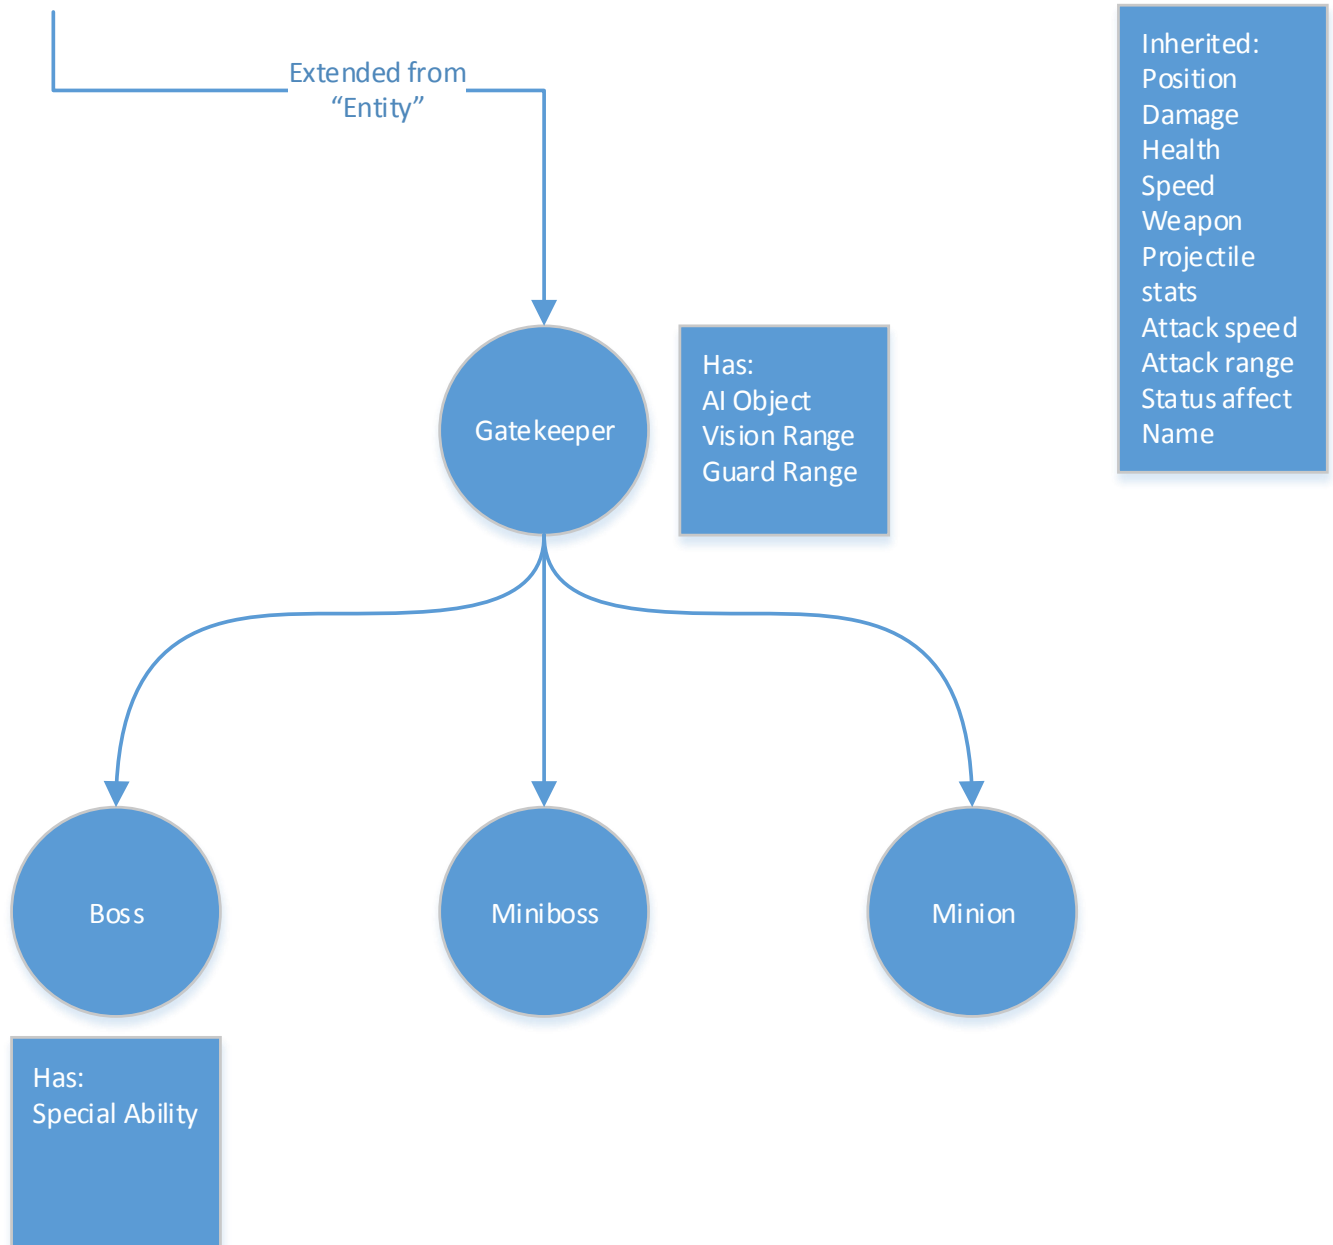 Extended from
“Entity”
Inherited:
Position
Damage
Health
Speed
Weapon
Projectile
stats
Attack speed
Attack range
Status affect
Name
Gatekeeper
Has:
AI Object
Vision Range
Guard Range
Boss
Miniboss
Minion
Has:
Special Ability